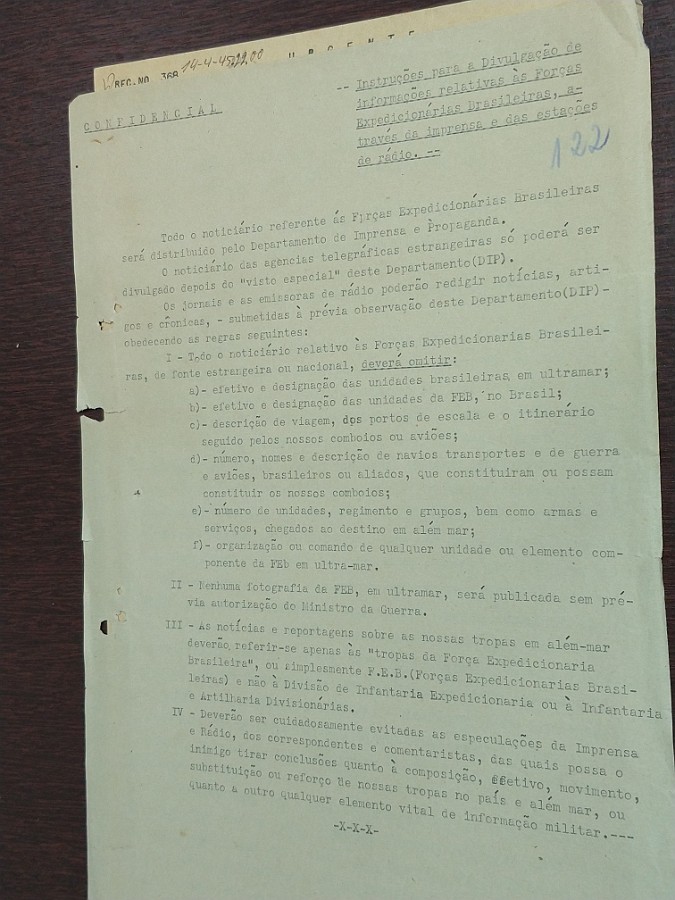 REC.NO. 368 14-4-45 22,00 URGENTE
CONFIDENCIAL
-- Instruções para a Divulgação de
informações relativas às Forças
Expedicionárias Brasileiras, a-
través da imprensa e das estações
de rádio. --
122
Todo o noticiário referente ás Forças Expedicionárias Brasileiras
será distribuido pelo Departamento de Imprensa e Propaganda.
O noticiário das agencias telegráficas estrangeiras só poderá ser
divulgado depois do "visto especial" deste Departamento(DIP).
Os jornais e as emissoras de rádio poderão redigir notícias, arti-
gos e crônicas, - submetidas à prévia observação deste Departamento(DIP)-
obedecendo as regras seguintes:
I - Todo o noticiário relativo às Forças Expedicionarias Brasilei-
ras, de fonte estrangeira ou nacional, deverá omitir:
a)- efetivo e designação das unidades brasileiras em ultramar;
b)- efetivo e designação das unidades da FEB, no Brasil;
c)- descrição de viagem, dos portos de escala e o itinerário
seguido pelos nossos comboios ou aviões;
d)- número, nomes e descrição de navios transportes e de guerra
e aviões, brasileiros ou aliados, que constituiram ou possam
constituir os nossos comboios;
e)- número de unidades, regimento e grupos, bem como armas e
serviços, chegados ao destino em além mar;
f)- organização ou comando de qualquer unidade ou elemento com-
ponente da FEb em ultra-mar.
II - Nenhuma fotografia da FEB, em ultramar, será publicada sem pré-
via autorização do Ministro da Guerra.
III - As notícias e reportagens sobre as nossas tropas em além-mar
deverão referir-se apenas às "tropas da Força Expedicionaria
Brasileira", ou simplesmente F.E.B.(Forças Expedicionarias Brasi-
leiras) e não à Divisão de Infantaria Expedicionaria ou à Infantaria
e Artilharia Divisionárias.
IV - Deverão ser cuidadosamente evitadas as especulações da Imprensa
e Rádio, dos correspondentes e comentaristas, das quais possa o
inimigo tirar conclusões quanto à composição, efetivo, movimento,
substituição ou reforço de nossas tropas no país e além mar, ou
quanto a outro qualquer elemento vital de informação militar.---
-X-X-X-